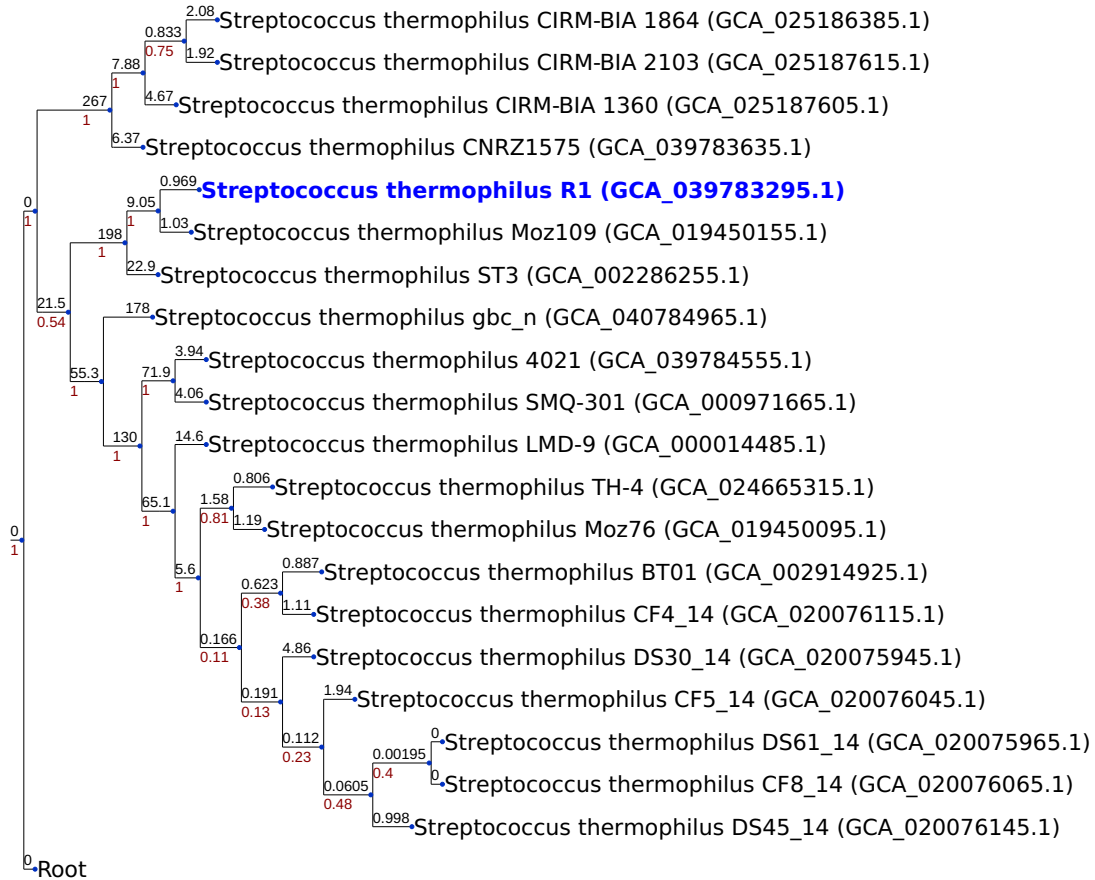 2.08 Streptococcus thermophilus CIRM-BIA 1864 (GCA_025186385.1)
0.833
0.75
1.92 Streptococcus thermophilus CIRM-BIA 2103 (GCA_025187615.1)
7.88
1
4.67 Streptococcus thermophilus CIRM-BIA 1360 (GCA_025187605.1)
267
1
6.37 Streptococcus thermophilus CNRZ1575 (GCA_039783635.1)
0.969 Streptococcus thermophilus R1 (GCA_039783295.1)
0
1
9.05
1
1.03 Streptococcus thermophilus Moz109 (GCA_019450155.1)
198
1
22.9 Streptococcus thermophilus ST3 (GCA_002286255.1)
21.5
0.54
178 Streptococcus thermophilus gbc_n (GCA_040784965.1)
3.94 Streptococcus thermophilus 4021 (GCA_039784555.1)
55.3
1
71.9
1
4.06 Streptococcus thermophilus SMQ-301 (GCA_000971665.1)
130
1
14.6 Streptococcus thermophilus LMD-9 (GCA_000014485.1)
0.806 Streptococcus thermophilus TH-4 (GCA_024665315.1)
65.1
1
1.58
0.81
1.19 Streptococcus thermophilus Moz76 (GCA_019450095.1)
0
1
0.887 Streptococcus thermophilus BT01 (GCA_002914925.1)
5.6
1
0.623
0.38
1.11 Streptococcus thermophilus CF4_14 (GCA_020076115.1)
0.166
0.11
4.86 Streptococcus thermophilus DS30_14 (GCA_020075945.1)
0.191
0.13
1.94 Streptococcus thermophilus CF5_14 (GCA_020076045.1)
0.112
0.23
0 Streptococcus thermophilus DS61_14 (GCA_020075965.1)
0.00195
0.4
0 Streptococcus thermophilus CF8_14 (GCA_020076065.1)
0.0605
0.48
0.998 Streptococcus thermophilus DS45_14 (GCA_020076145.1)
0 Root